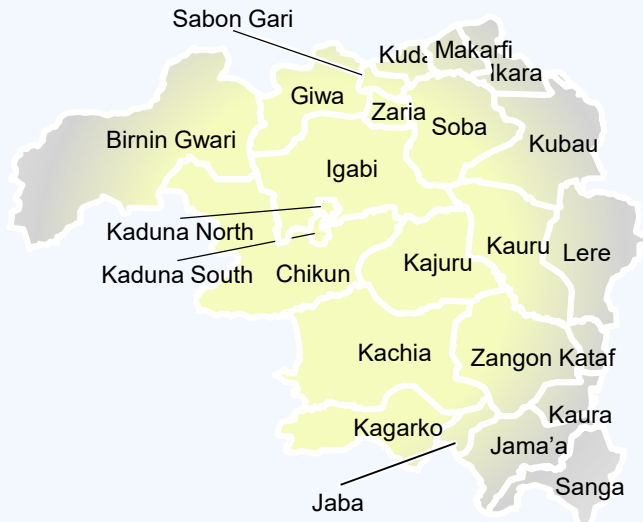 Sabon Gari
Makarfi
Ikara
Giwa
Zaria
Soba
Birnin Gwari
Kubau
Igabi
Kaduna North
Kaduna South
Chikun
Kajuru
Kauru
Lere
Kachia
Zangon Kataf
Kaura
Kagarko
Jama’a
Jaba
Sanga